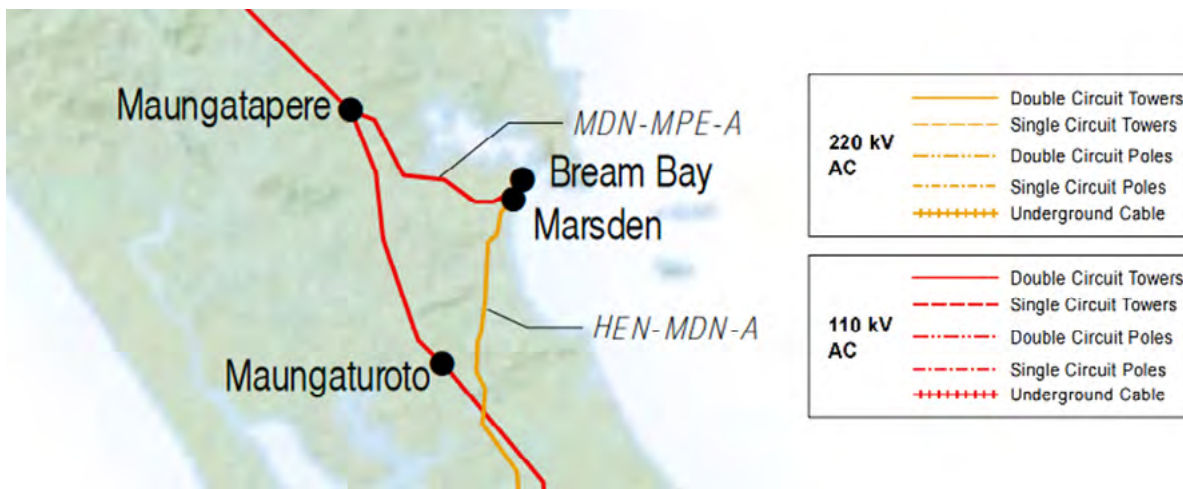 Maungatapere
MDN-MPE-A
Bream Bay
Marsden
HEN-MDN-A
Maungaturoto
220 kV
AC
Double Circuit Towers
Single Circuit Towers
Double Circuit Poles
Single Circuit Poles
Underground Cable
110 kV
AC
Double Circuit Towers
Single Circuit Towers
Double Circuit Poles
Single Circuit Poles
Underground Cable